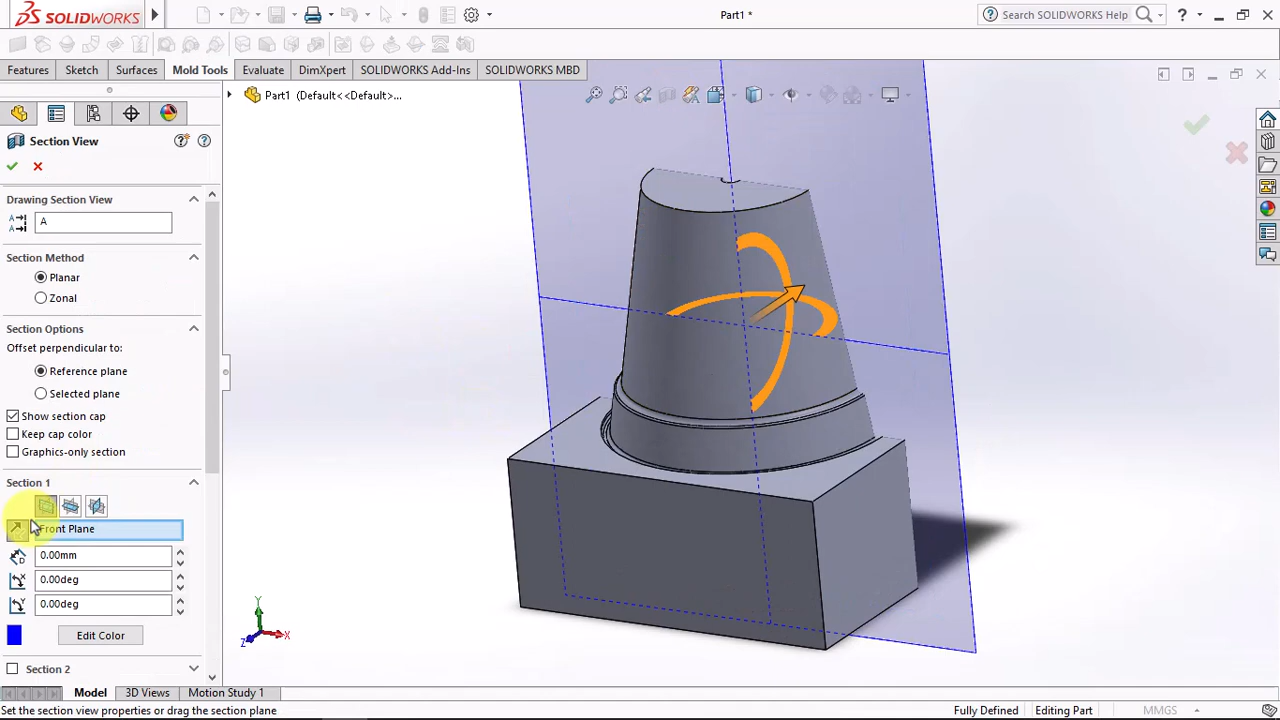 SOLIDWORKS
Part1 *
Search SOLIDWORKS Help
?
Features
Sketch
Surfaces
Mold Tools
Evaluate
DimXpert
SOLIDWORKS Add-Ins
SOLIDWORKS MBD
Part1 (Default<<Default>...
Section View
Drawing Section View
A
Section Method
Planar
Zonal
Section Options
Offset perpendicular to:
Reference plane
Selected plane
Show section cap
Keep cap color
Graphics-only section
Section 1
Front Plane
0.00mm
0.00deg
0.00deg
Edit Color
Section 2
Y
X
Z
Model
3D Views
Motion Study 1
Set the section view properties or drag the section plane
Fully Defined
Editing Part
MMGS